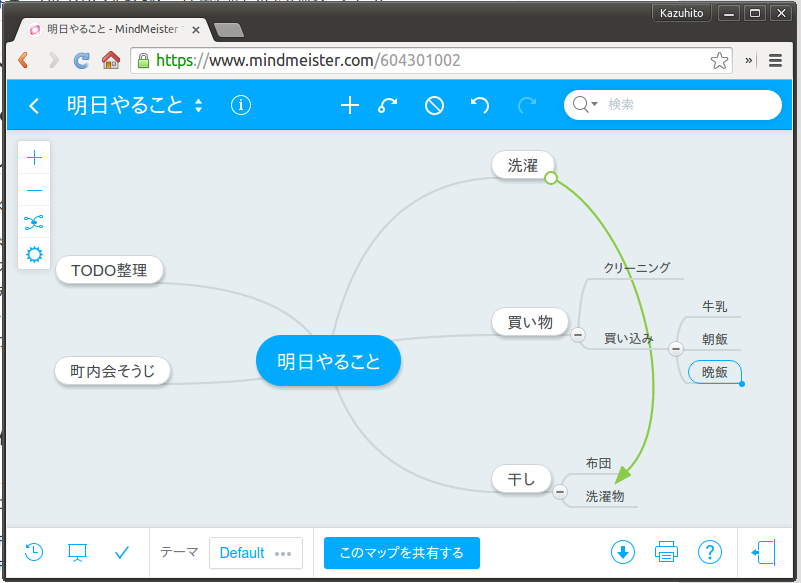 Kazuhito
明日やること - MindMeister
https://www.mindmeister.com/604301002
»
明日やること
検索
洗濯
TODO整理
クリーニング
牛乳
買い物
買い込み
朝飯
明日やること
町内会そうじ
晩飯
布団
干し
洗濯物
テーマ
Default
このマップを共有する